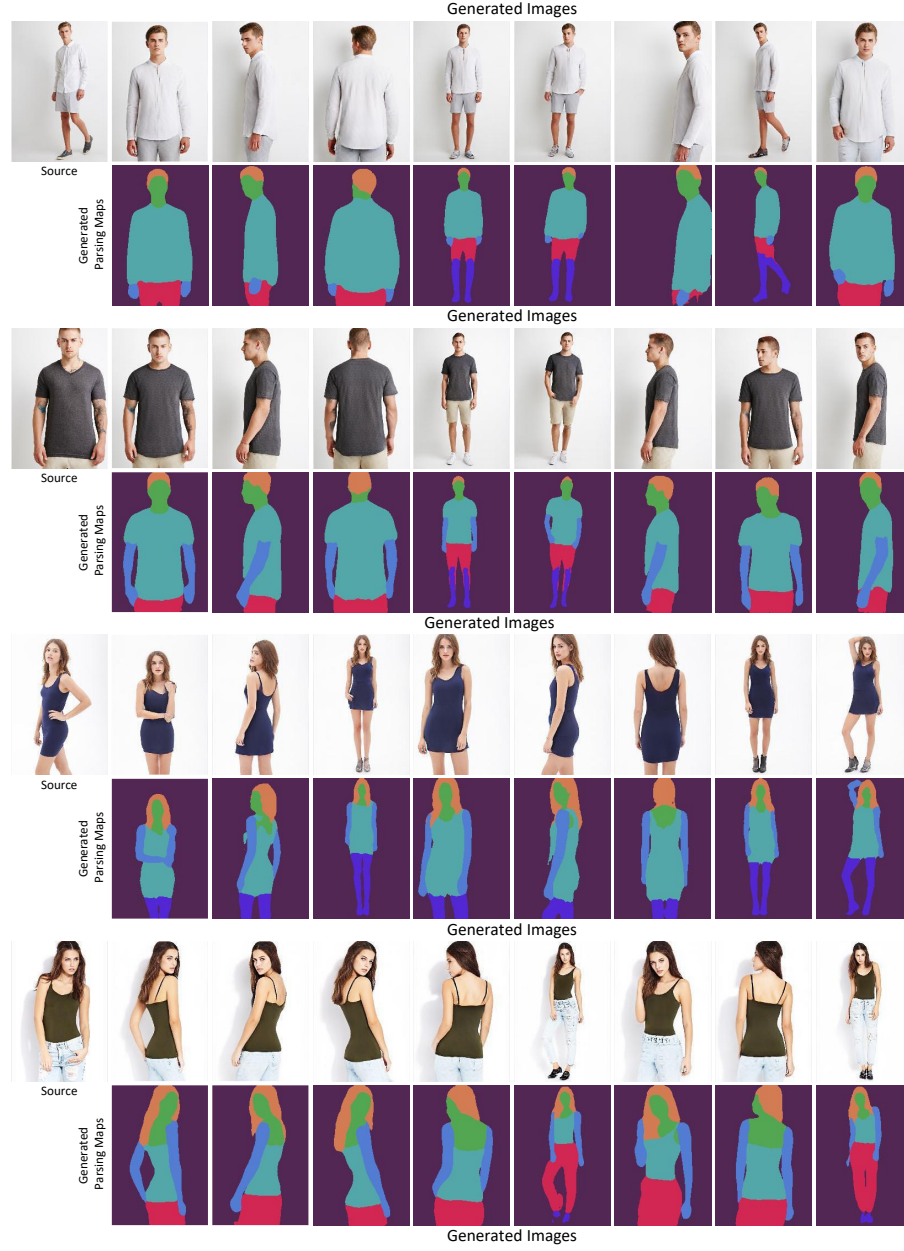 Generated Images
Source
Generated
Parsing Maps
Generated Images
Source
Generated
Parsing Maps
Generated Images
Source
Generated
Parsing Maps
Generated Images
Source
Generated
Parsing Maps
Generated Images